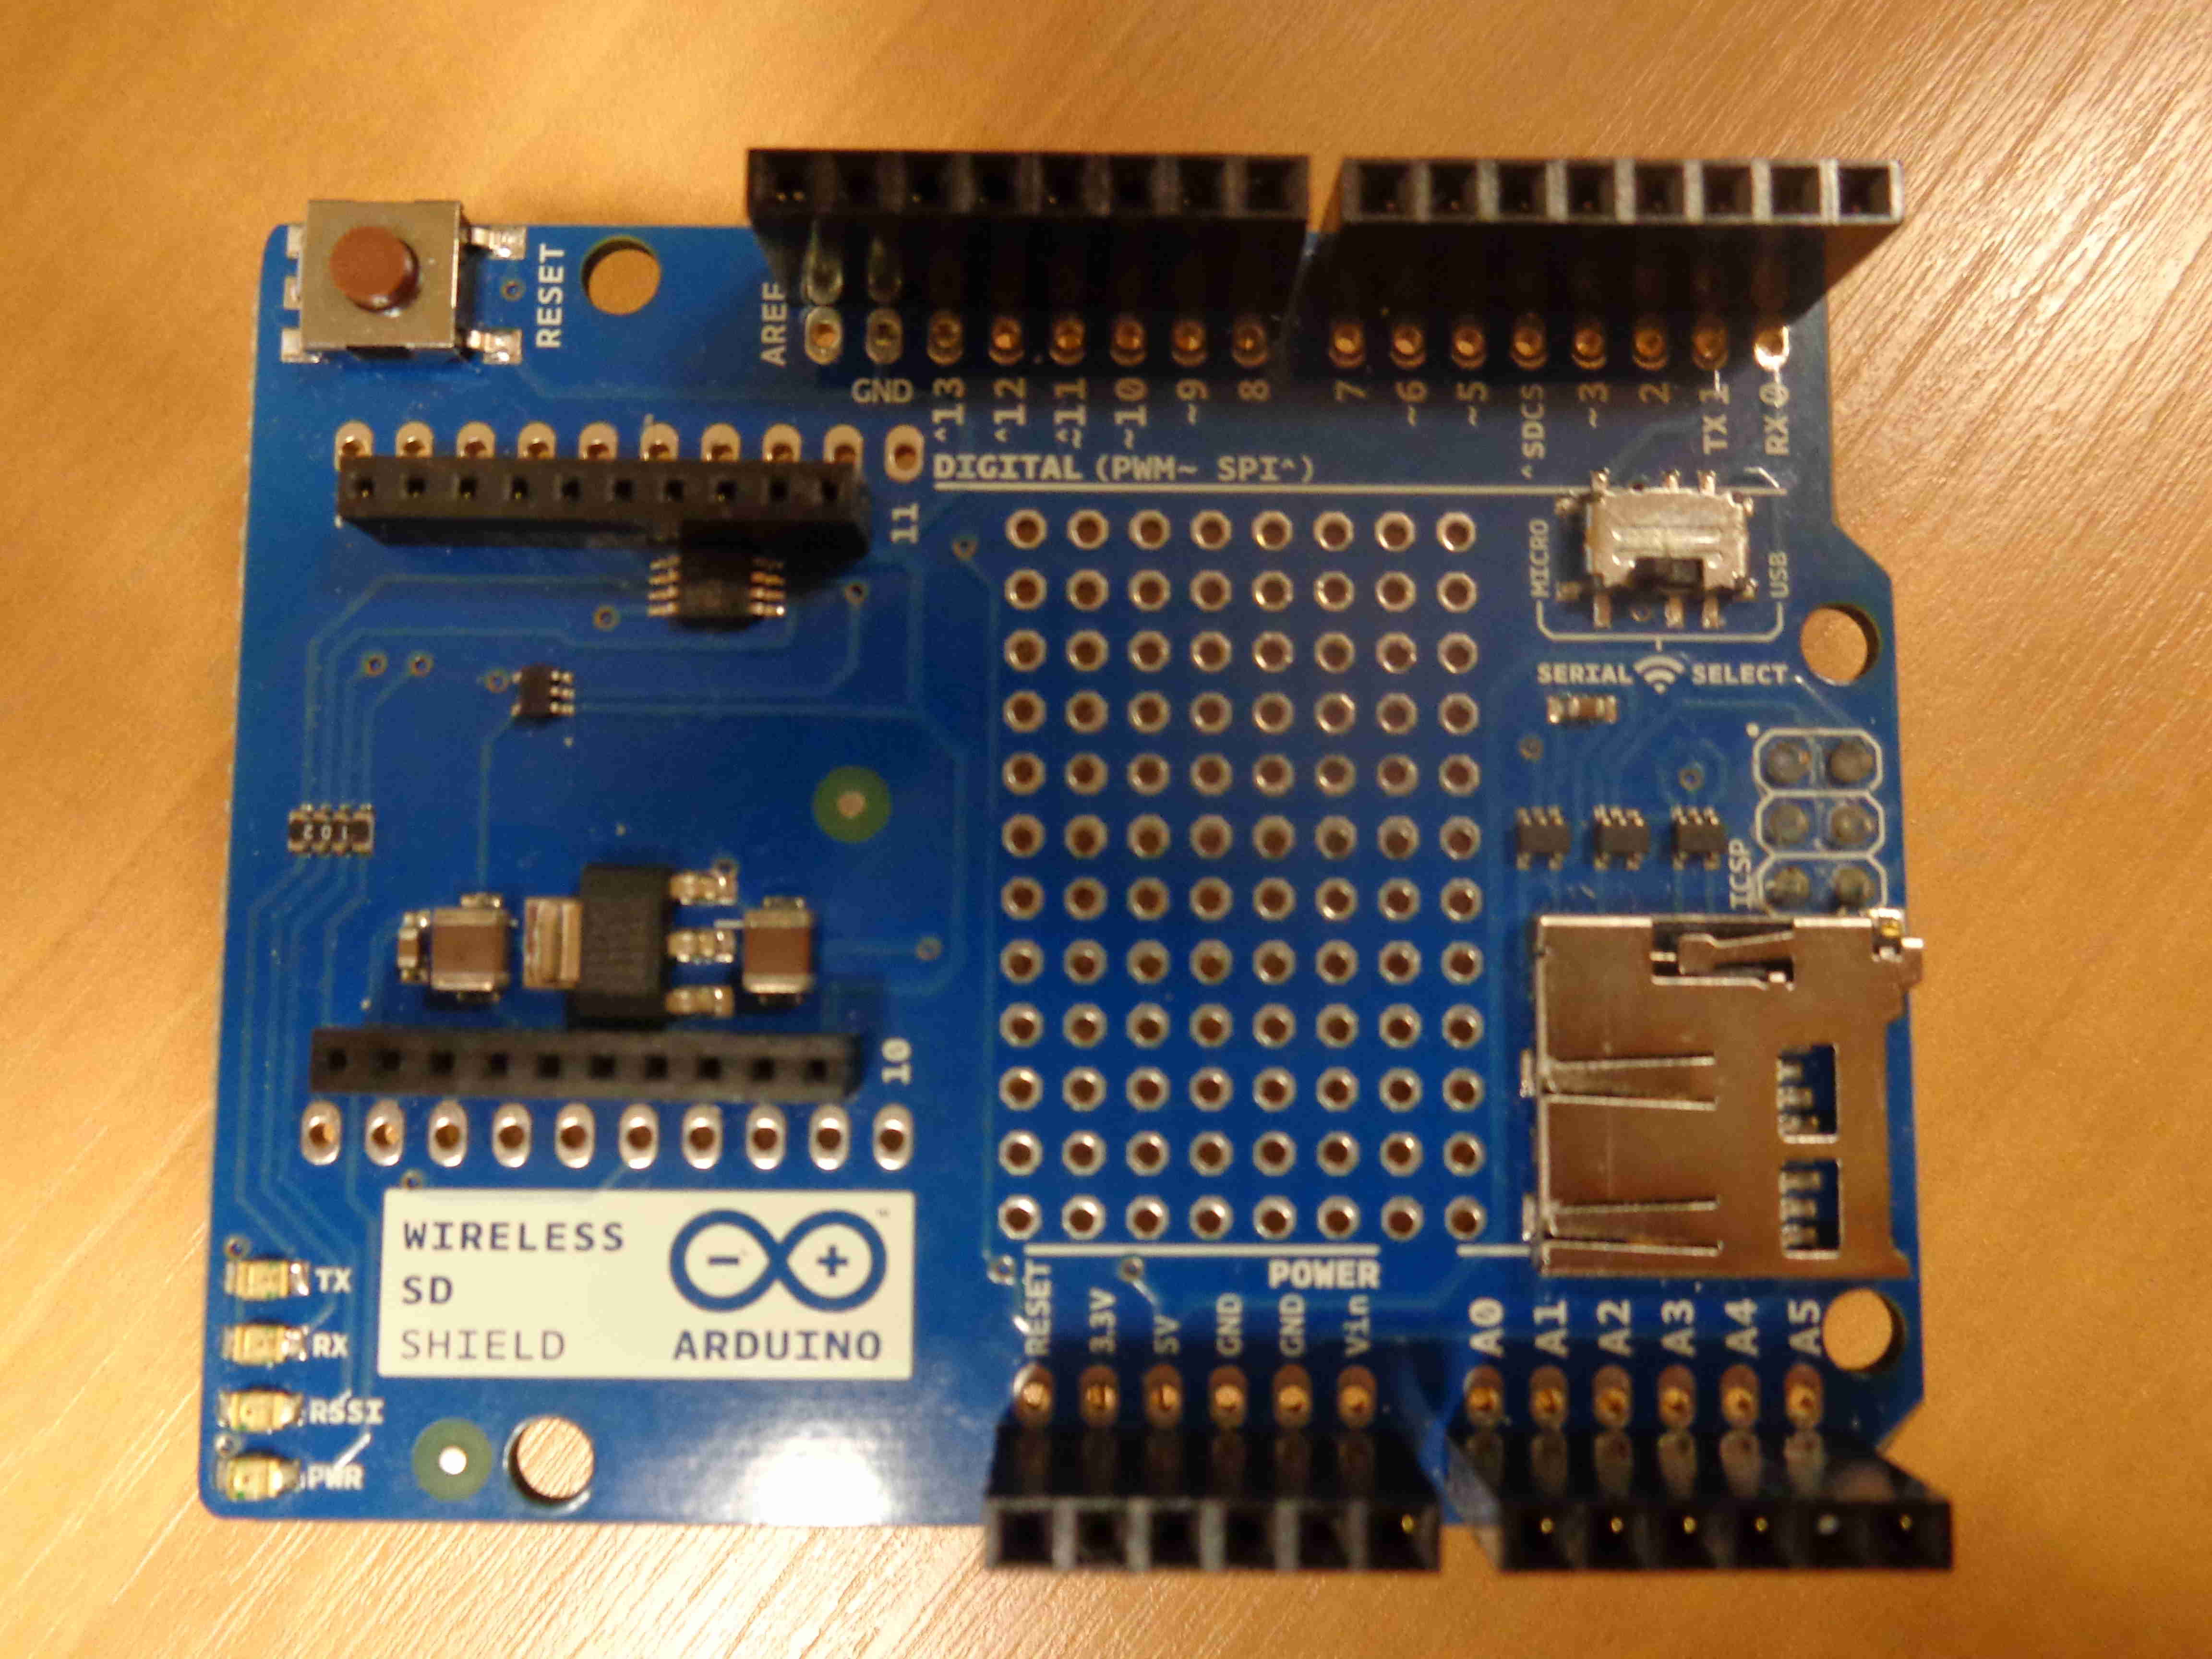 RESET
AREF
GND
^13
^12
~^11
~10
~9
8
7
~6
~5
^SDCS
~3
2
TX 1
RX 0
DIGITAL (PWM~ SPI^)
11
MICRO
USB
SERIAL SELECT
102
ICSP
10
WIRELESS
SD
SHIELD
ARDUINO
TX
RX
RSSI
PWR
POWER
RESET
3.3V
5V
GND
GND
Vin
A0
A1
A2
A3
A4
A5